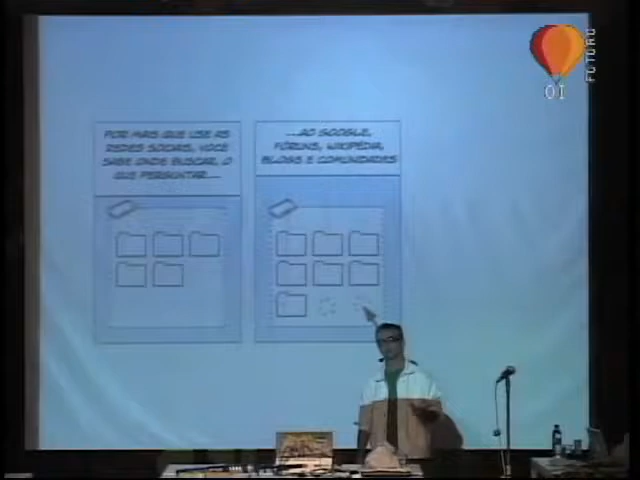 POR MAIS QUE USE AS
REDES SOCIAIS, VOCÊ
SABE ONDE BUSCAR, O
QUE PERGUNTAR....
...AO GOOGLE,
FÓRUNS, WIKIPÉDIA,
BLOGS E COMUNIDADES
OI
FUTURO